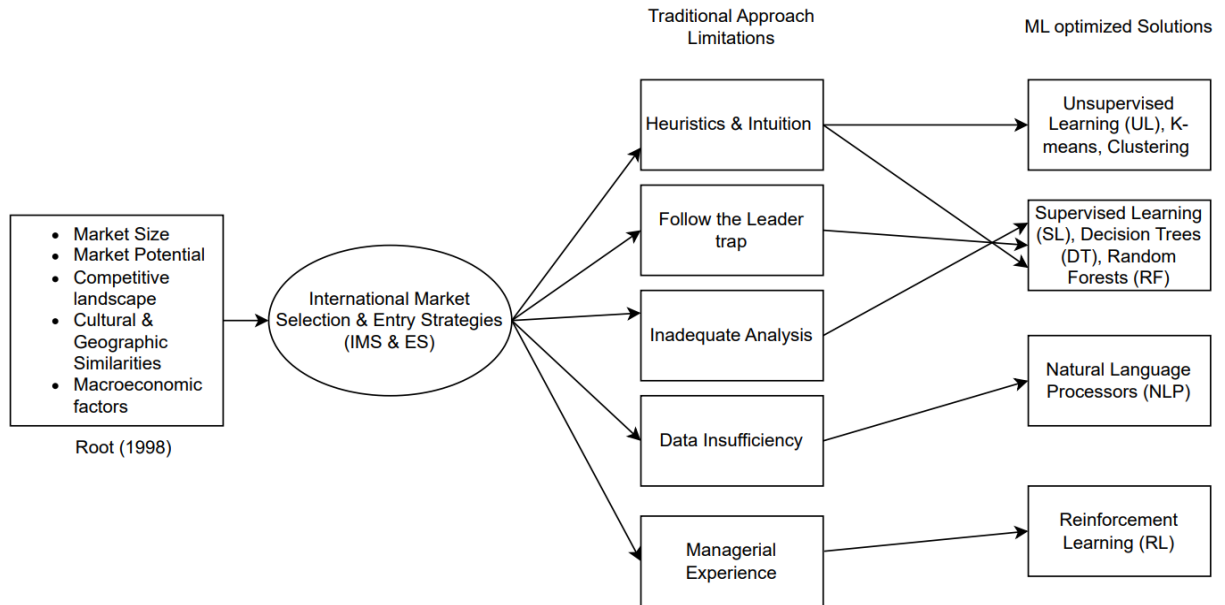 Traditional Approach
Limitations
ML optimized Solutions
Market Size
Market Potential
Competitive
landscape
Cultural &
Geographic
Similarities
Macroeconomic
factors
Root (1998)
International Market
Selection & Entry Strategies
(IMS & ES)
Heuristics & Intuition
Follow the Leader
trap
Inadequate Analysis
Data Insufficiency
Managerial
Experience
Unsupervised
Learning (UL), K-
means, Clustering
Supervised Learning
(SL), Decision Trees
(DT), Random
Forests (RF)
Natural Language
Processors (NLP)
Reinforcement
Learning (RL)